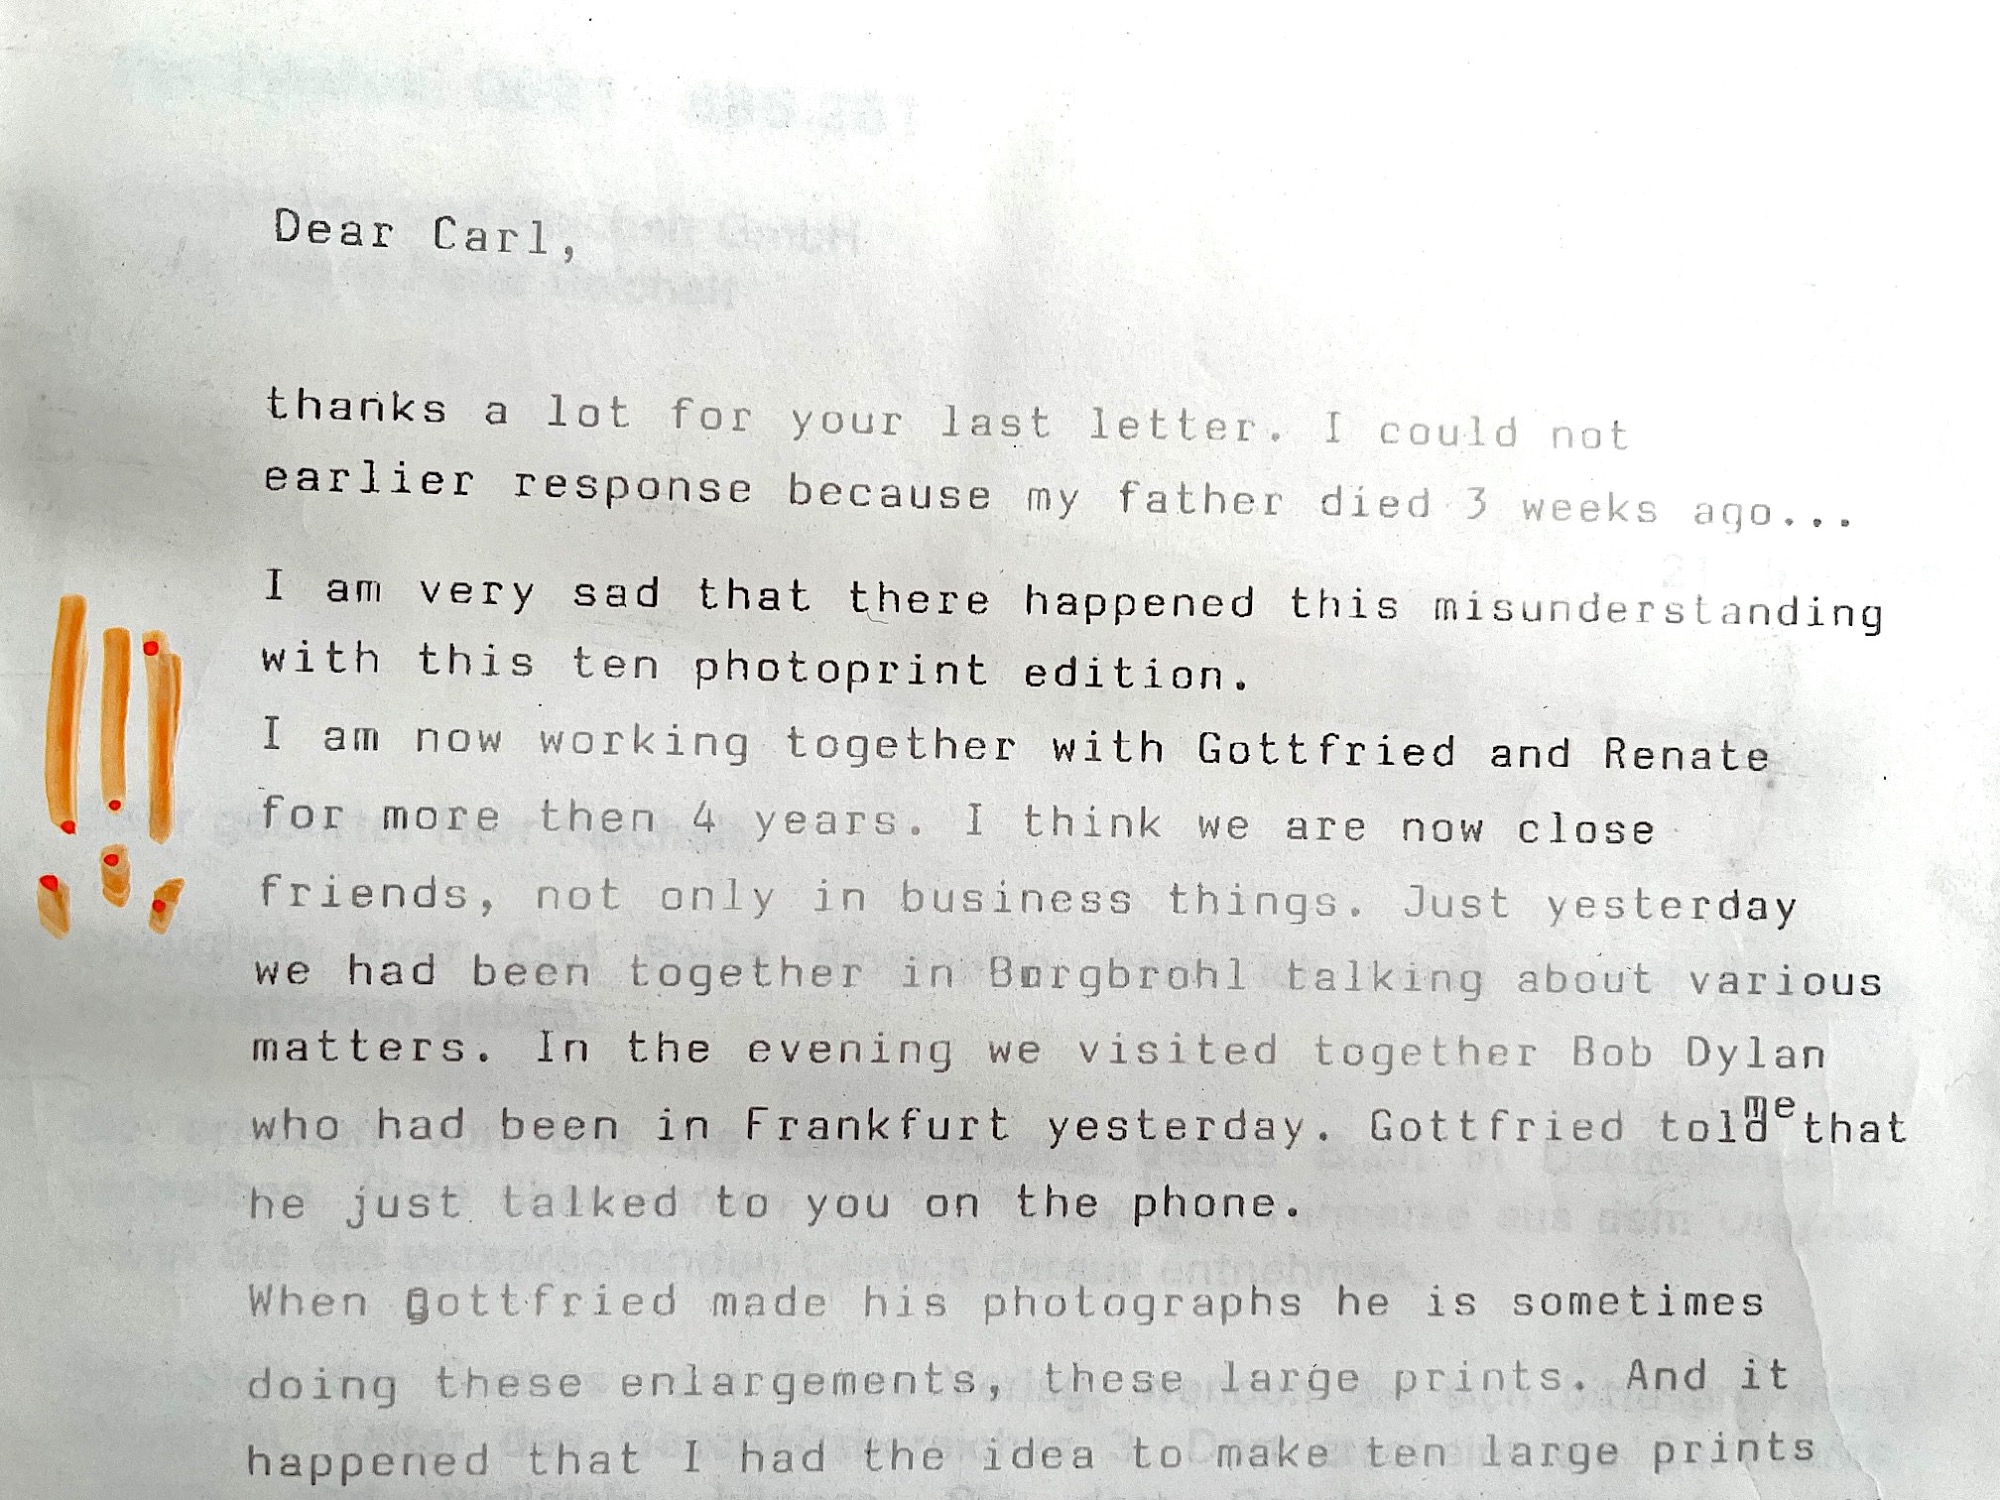 Dear Carl,
thanks a lot for your last letter. I could not
earlier response because my father died 3 weeks ago...
I am very sad that there happened this misunderstanding
with this ten photoprint edition.
I am now working together with Gottfried and Renate
for more then 4 years. I think we are now close
friends, not only in business things. Just yesterday
we had been together in Børgbrohl talking about various
matters. In the evening we visited together Bob Dylan
who had been in Frankfurt yesterday. Gottfried told me that
he just talked to you on the phone.
When Gottfried made his photographs he is sometimes
doing these enlargements, these large prints. And it
happened that I had the idea to make ten large prints